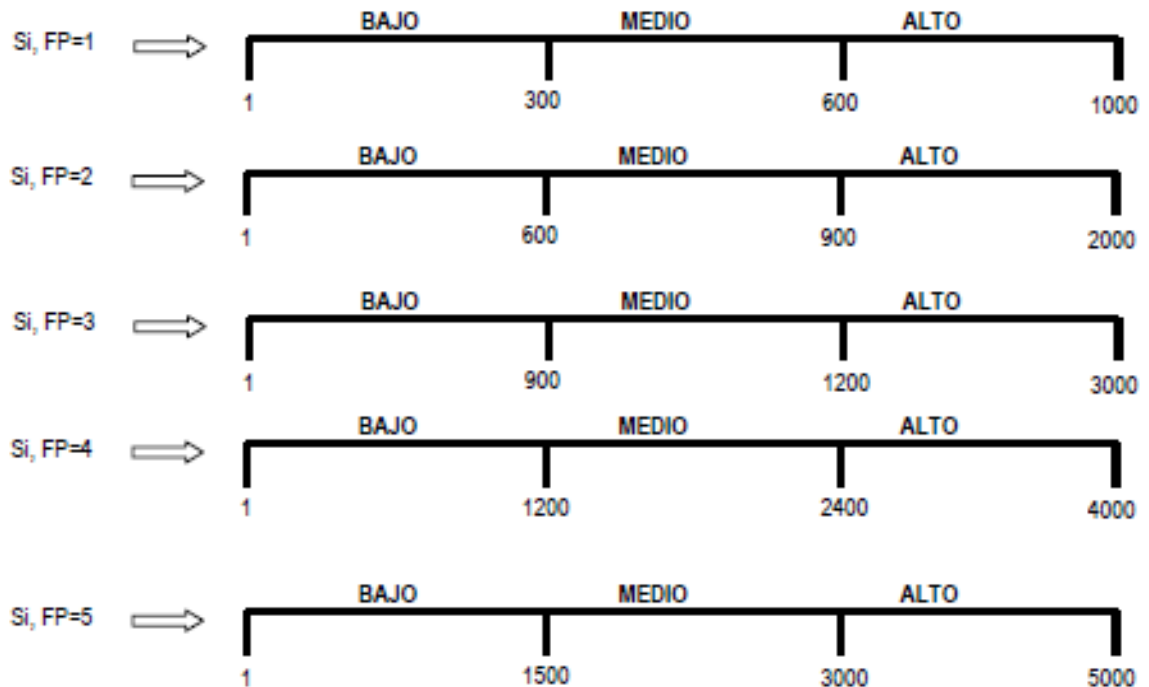 BAJO MEDIO ALTO
Si, FP=1
1 300 600 1000
BAJO MEDIO ALTO
Si, FP=2
1 600 900 2000
BAJO MEDIO ALTO
Si, FP=3
1 900 1200 3000
BAJO MEDIO ALTO
Si, FP=4
1 1200 2400 4000
BAJO MEDIO ALTO
Si, FP=5
1 1500 3000 5000